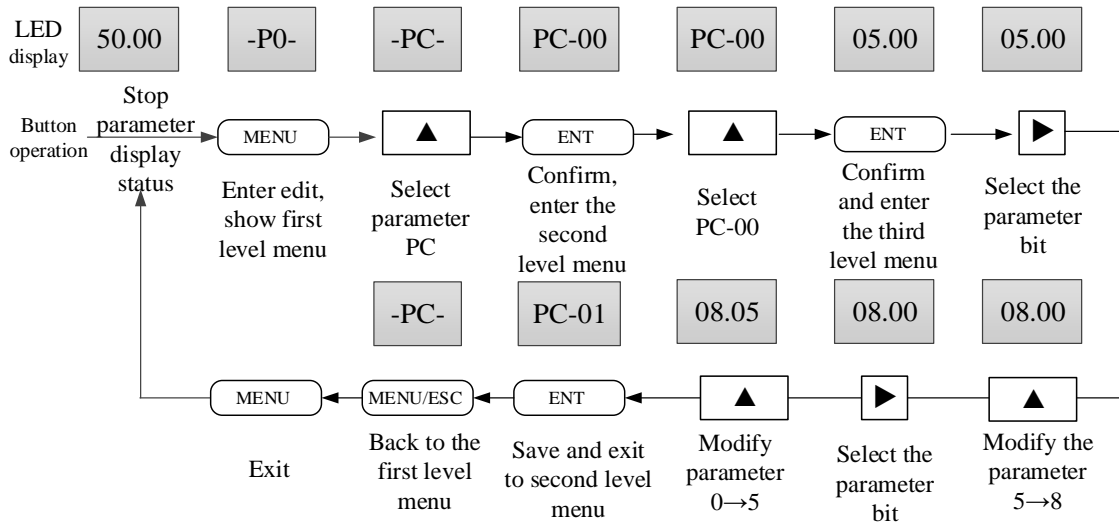 LED
display
50.00
-P0-
-PC-
PC-00
PC-00
05.00
05.00
Button
operation
Stop
parameter
display
status
MENU
▲
ENT
▲
ENT
▶
Enter edit,
show first
level menu
Select
parameter
PC
Confirm,
enter the
second
level menu
Select
PC-00
Confirm
and enter
the third
level menu
Select the
parameter
bit
-PC-
PC-01
08.05
08.00
08.00
MENU
MENU/ESC
ENT
▲
▶
▲
Exit
Back to the
first level
menu
Save and exit
to second level
menu
Modify
parameter
0→5
Select the
parameter
bit
Modify the
parameter
5→8